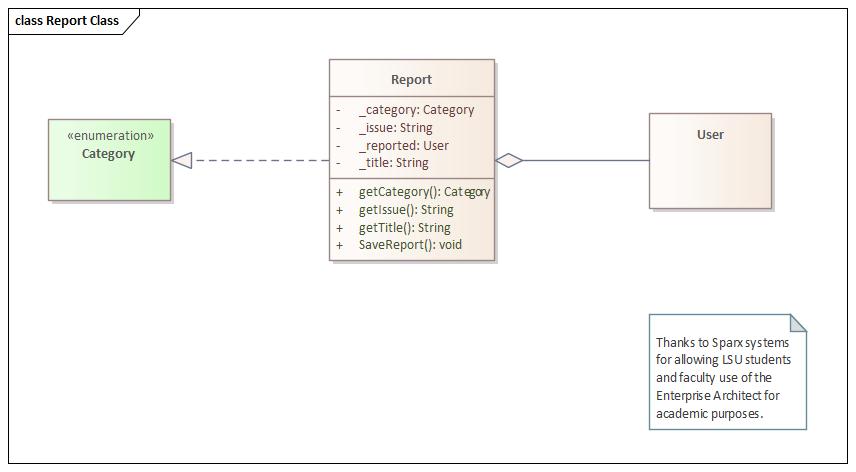 class Report Class
Report
- _category: Category
- _issue: String
- _reported: User
- _title: String
+ getCategory(): Category
+ getIssue(): String
+ getTitle(): String
+ SaveReport(): void
«enumeration»
Category
User
Thanks to Sparx systems
for allowing LSU students
and faculty use of the
Enterprise Architect for
academic purposes.